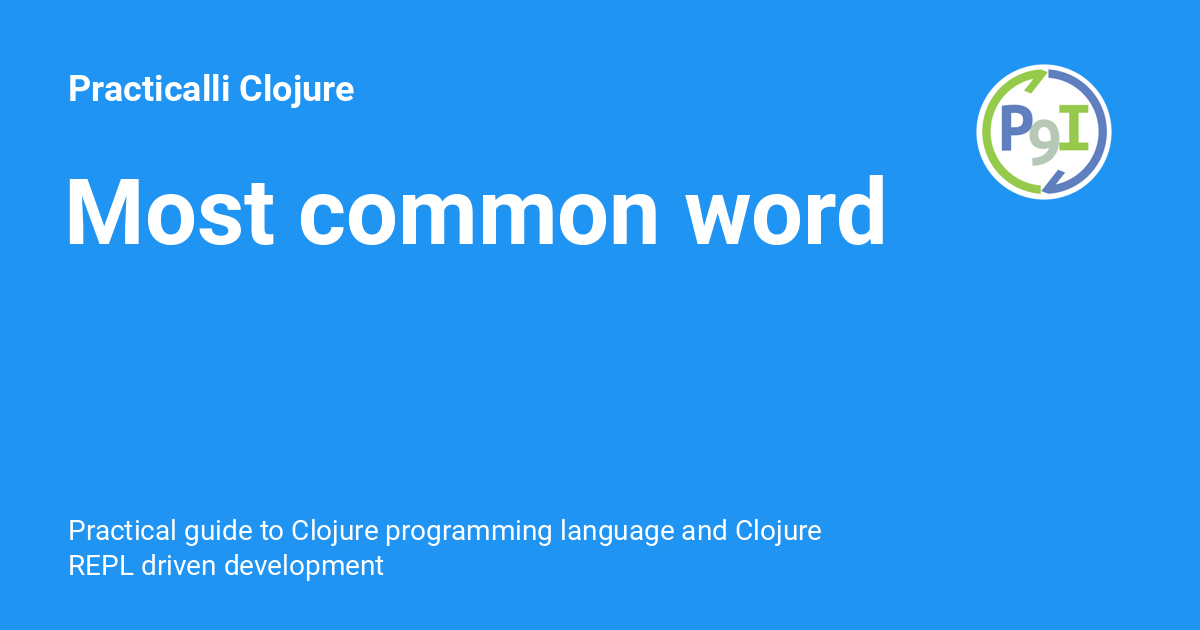 Practicalli Clojure
P9I
Most common word
Practical guide to Clojure programming language and Clojure
REPL driven development